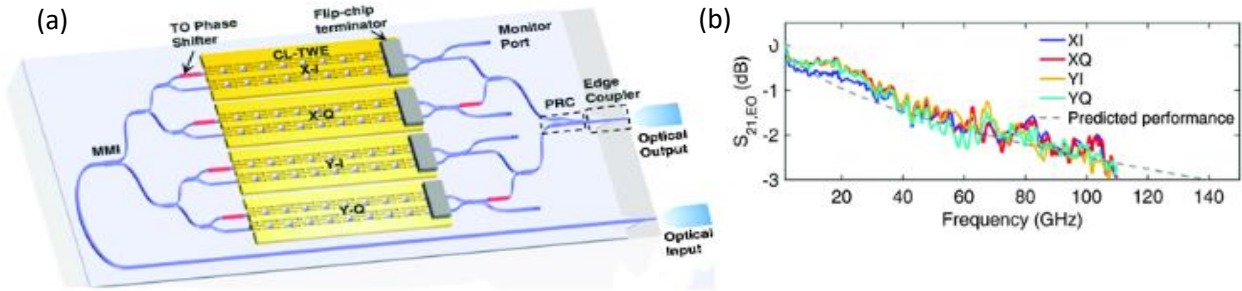 (a)
TO Phase
Shifter
Flip-chip
terminator
Monitor
Port
CL-TWE
X-I
X-Q
Y-I
Y-Q
MMI
PRC
Edge
Coupler
Optical
Output
Optical
Input
(b)
XI
XQ
YI
YQ
Predicted performance
S21,EO (dB)
0
-1
-2
-3
20 40 60 80 100 120 140
Frequency (GHz)